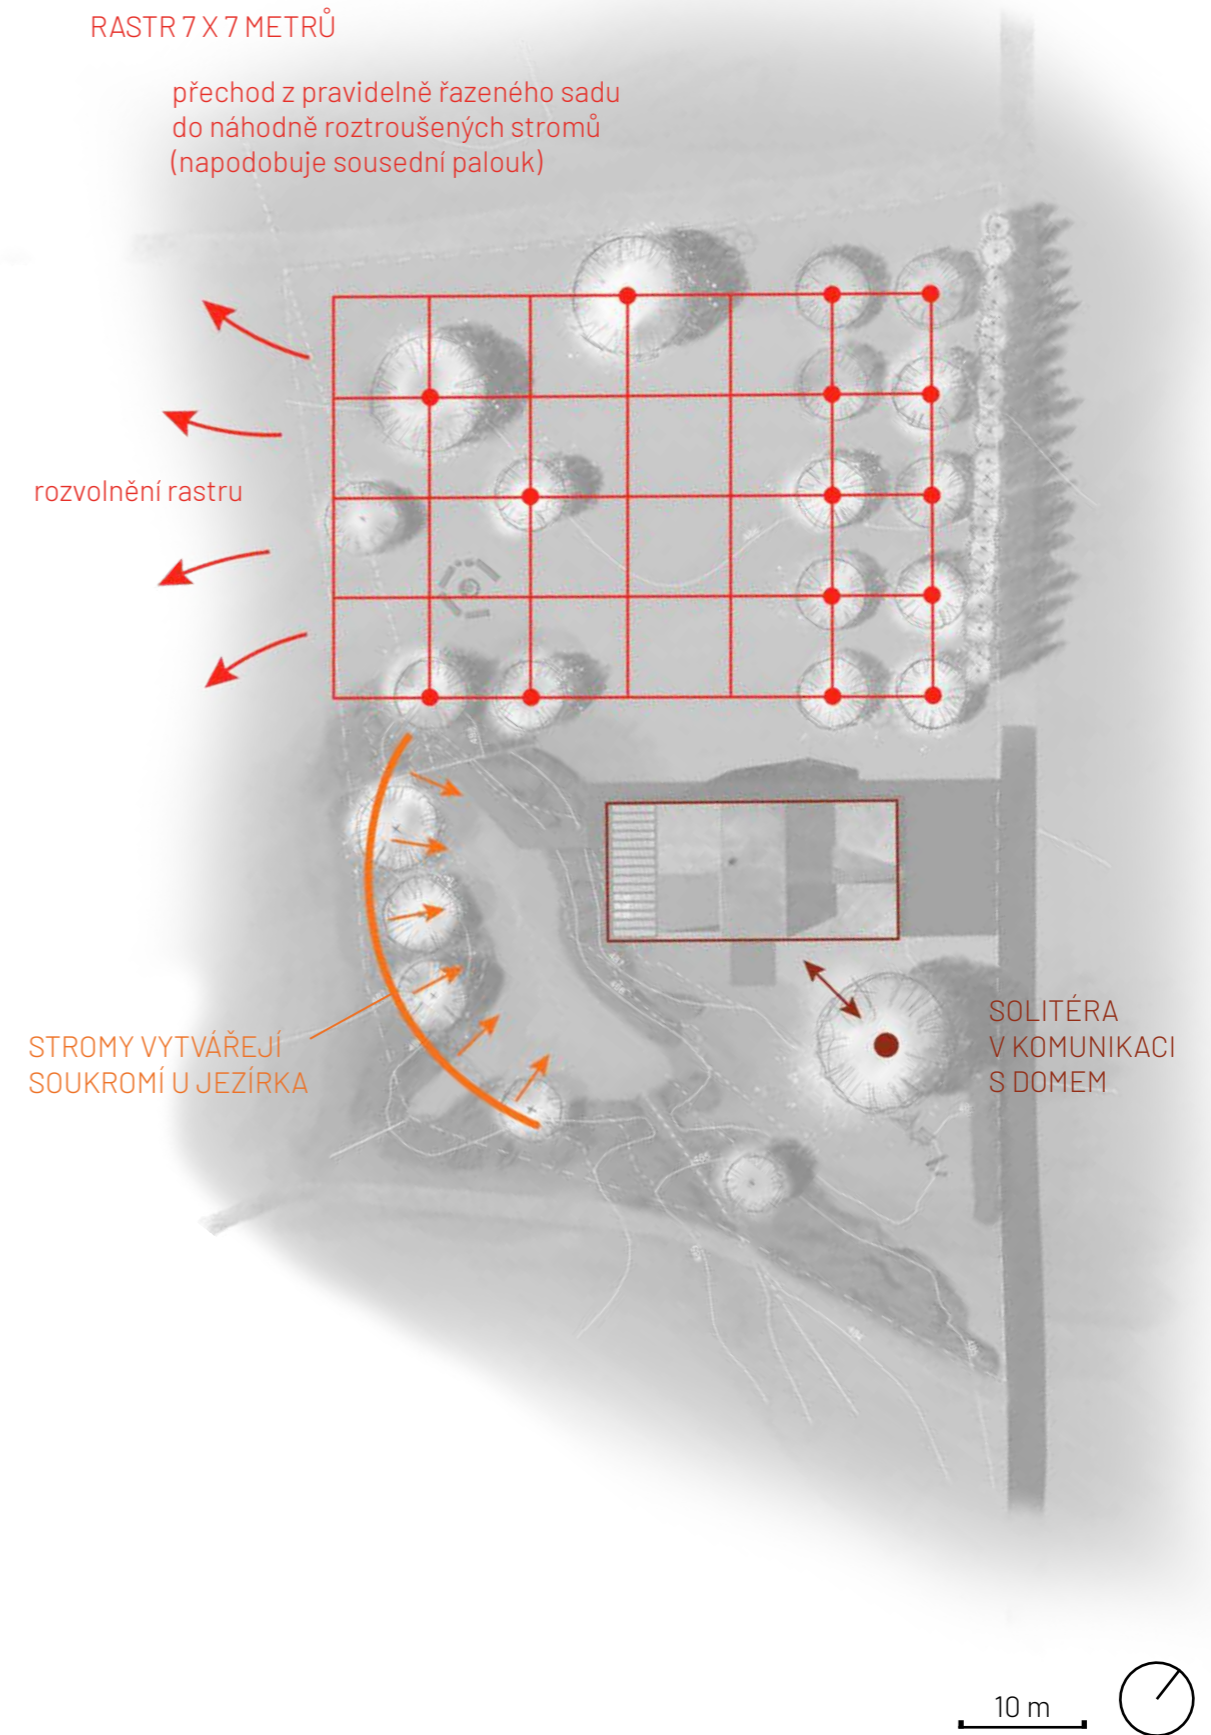 RASTR 7 X 7 METRŮ
přechod z pravidelně řazeného sadu
do náhodně roztroušených stromů
(napodobuje sousední palouk)
rozvolnění rastru
STROMY VYTVÁŘEJÍ
SOUKROMÍ U JEZÍRKA
SOLITÉRA
V KOMUNIKACI
S DOMEM
10 m